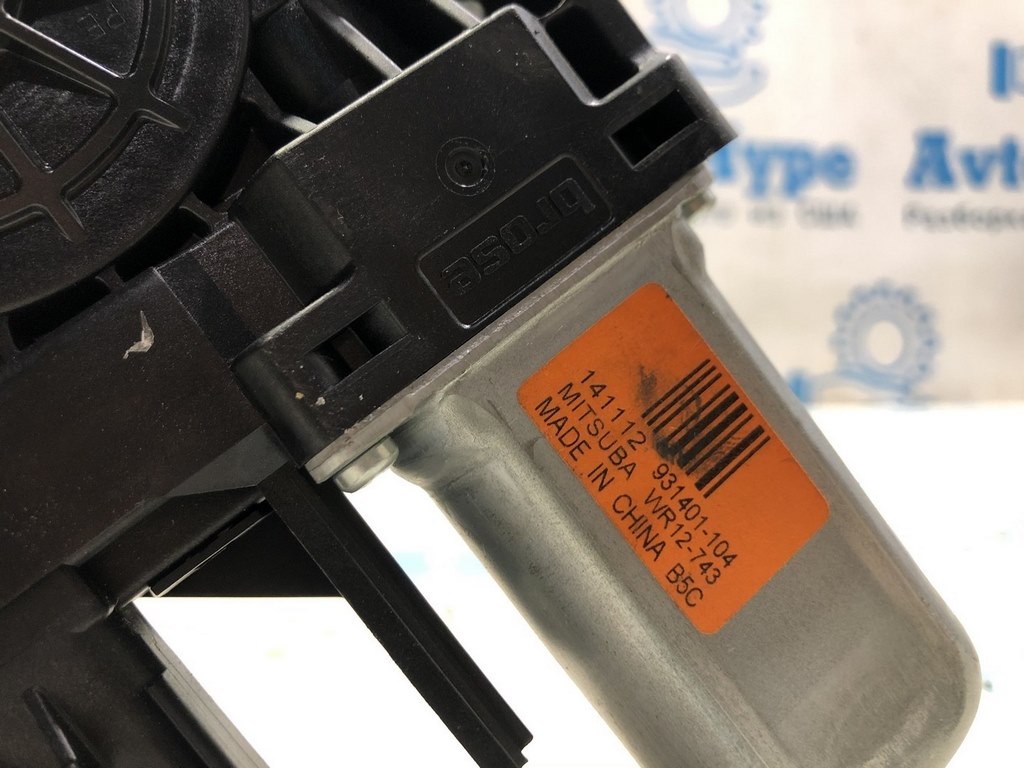 brose
141112 931401-104
MITSUBA WR12-743
MADE IN CHINA B5C